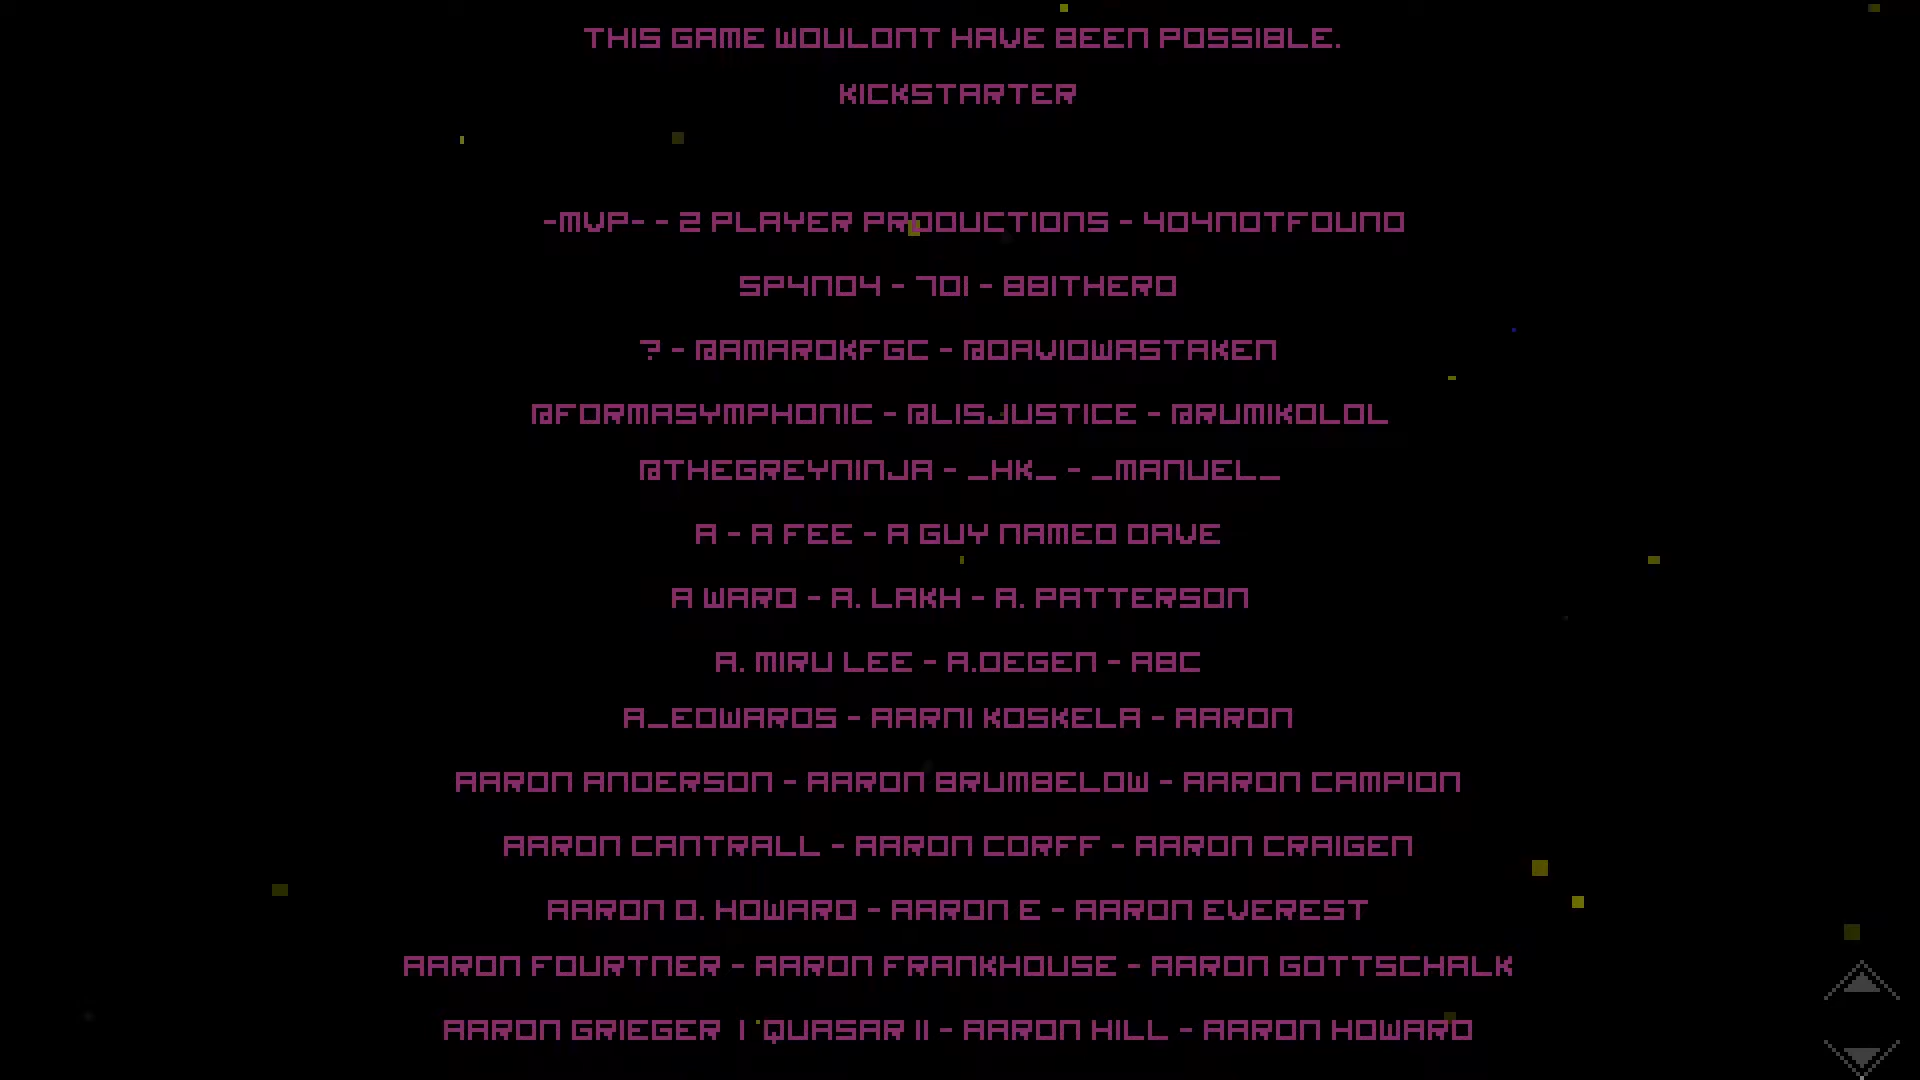 THIS GAME WOULDNT HAVE BEEN POSSIBLE.
KICKSTARTER
-MVP- - 2 PLAYER PRODUCTIONS - 404NOTFOUND
5P4ND4 - 701 - 88ITHERO
? - @AMAROKFGC - @DAVIDWASTAKEN
@FORMASYMPHONIC - @LISJUSTICE - @RUMIKOLOL
@THEGREYNINJA - _HK_ - _MANUEL_
A - A FEE - A GUY NAMED DAVE
A WARD - A. LAKH - A. PATTERSON
A. MIRU LEE - A.DEGEN - ABC
A_EDWARDS - AARNI KOSKELA - AARON
AARON ANDERSON - AARON BRUMBELOW - AARON CAMPION
AARON CANTRALL - AARON CORFF - AARON CRAIGEN
AARON D. HOWARD - AARON E - AARON EVEREST
AARON FOURTNER - AARON FRANKHOUSE - AARON GOTTSCHALK
AARON GRIEGER I QUASAR II - AARON HILL - AARON HOWARD